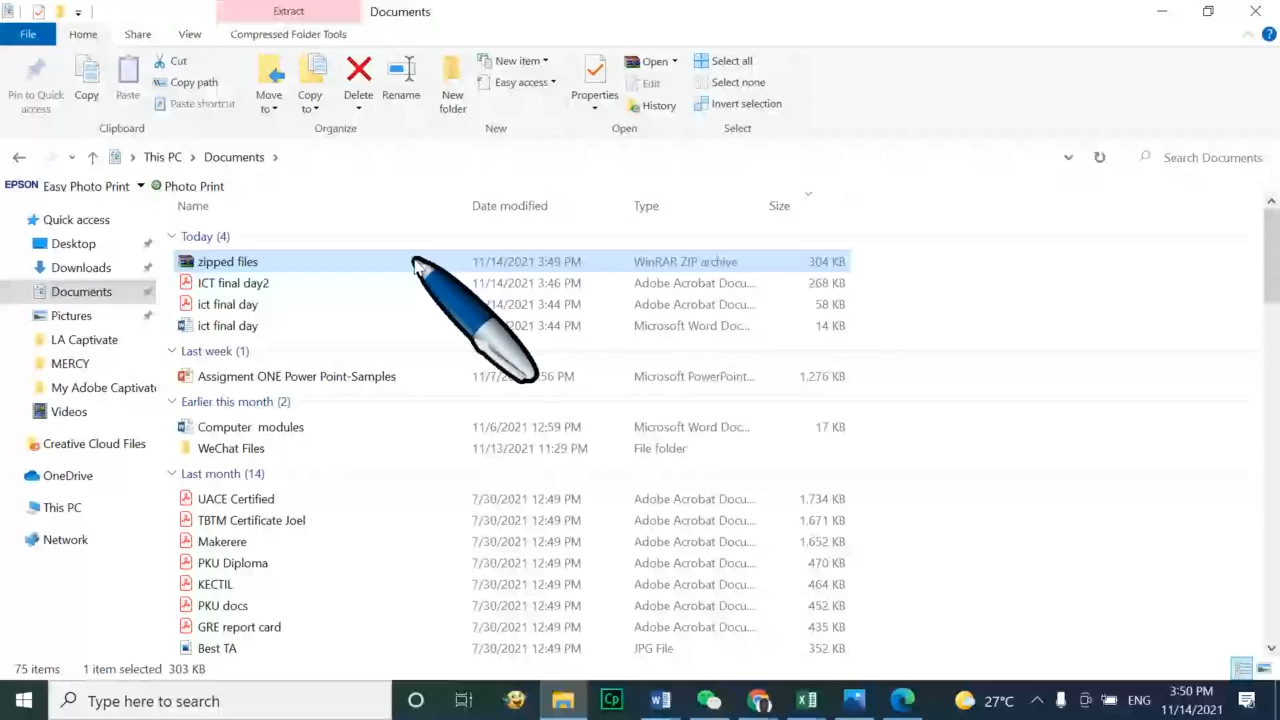 Extract Documents
File Home Share View Compressed Folder Tools
Pin to Quick access
Copy
Paste
Cut
Copy path
Paste shortcut
Clipboard
Move to
Copy to
Delete
Rename
Organize
New folder
New item
Easy access
New
Properties
Open
Edit
History
Open
Select all
Select none
Invert selection
Select
This PC Documents Search Documents
EPSON Easy Photo Print Photo Print
Quick access
Desktop
Downloads
Documents
Pictures
LA Captivate
MERCY
My Adobe Captivate
Videos
Creative Cloud Files
OneDrive
This PC
Network
Name Date modified Type Size
Today (4)
zipped files 11/14/2021 3:49 PM WinRAR ZIP archive 304 KB
ICT final day2 11/14/2021 3:46 PM Adobe Acrobat Docu... 268 KB
ict final day /14/2021 3:44 PM Adobe Acrobat Docu... 58 KB
ict final day /2021 3:44 PM Microsoft Word Doc... 14 KB
Last week (1)
Assigment ONE Power Point-Samples 11/7/ :56 PM Microsoft PowerPoint... 1,276 KB
Earlier this month (2)
Computer modules 11/6/2021 12:59 PM Microsoft Word Doc... 17 KB
WeChat Files 11/13/2021 11:29 PM File folder
Last month (14)
UACE Certified 7/30/2021 12:49 PM Adobe Acrobat Docu... 1,734 KB
TBTM Certificate Joel 7/30/2021 12:49 PM Adobe Acrobat Docu... 1,671 KB
Makerere 7/30/2021 12:49 PM Adobe Acrobat Docu... 1,652 KB
PKU Diploma 7/30/2021 12:49 PM Adobe Acrobat Docu... 470 KB
KECTIL 7/30/2021 12:49 PM Adobe Acrobat Docu... 464 KB
PKU docs 7/30/2021 12:49 PM Adobe Acrobat Docu... 452 KB
GRE report card 7/30/2021 12:49 PM Adobe Acrobat Docu... 435 KB
Best TA 7/30/2021 12:49 PM JPG File 352 KB
75 items 1 item selected 303 KB
Type here to search
Cp
27°C
ENG
3:50 PM
11/14/2021